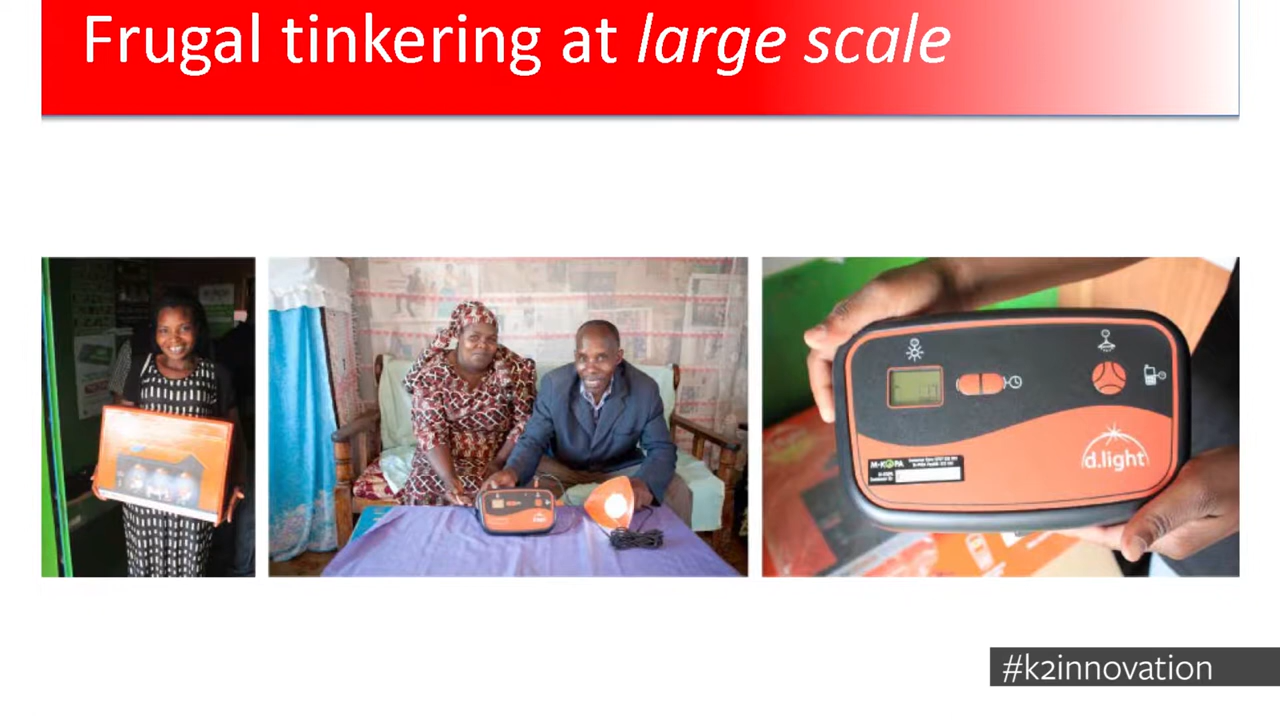 Frugal tinkering at large scale
M-KOPA
d.light
#k2innovation